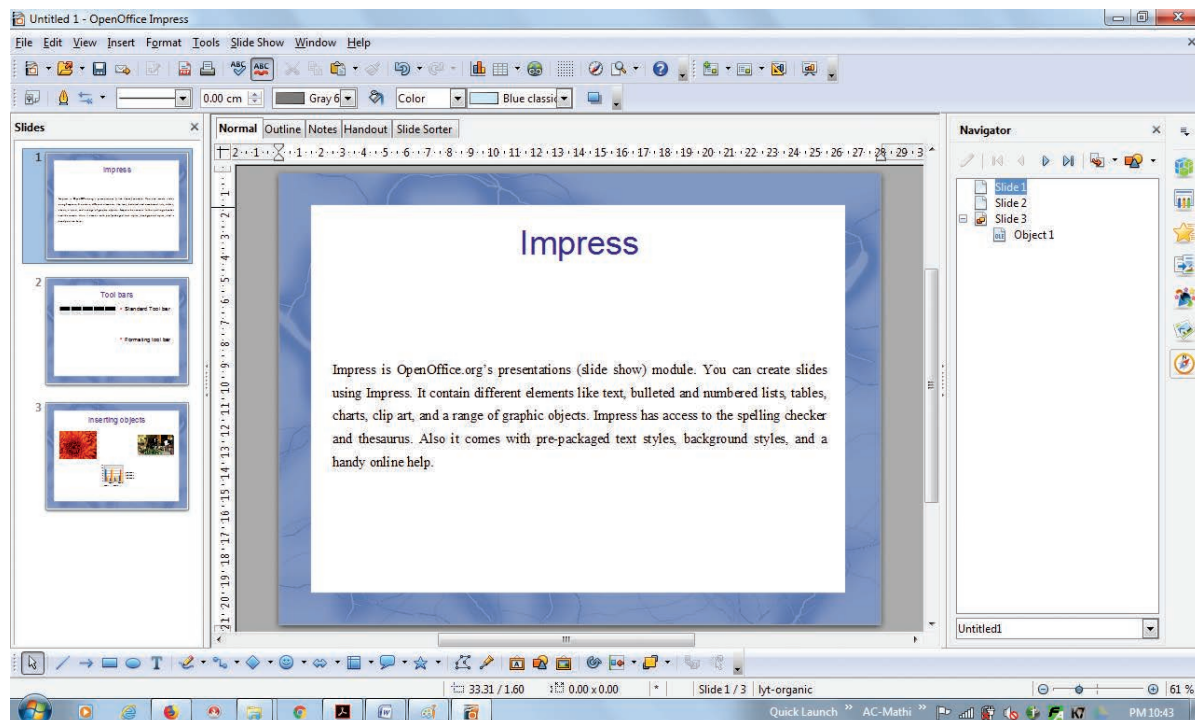 Untitled 1 - OpenOffice Impress
File Edit View Insert Format Tools Slide Show Window Help
0.00 cm Gray 6 Color Blue classic
Slides
Normal Outline Notes Handout Slide Sorter
Navigator
1
Impress
2
Tool bars
Standard Tool bar
Formating tool bar
3
Inserting objects
Impress
Impress is OpenOffice.org's presentations (slide show) module. You can create slides
using Impress. It contain different elements like text, bulleted and numbered lists, tables,
charts, clip art, and a range of graphic objects. Impress has access to the spelling checker
and thesaurus. Also it comes with pre-packaged text styles, background styles, and a
handy online help.
Slide 1
Slide 2
Slide 3
Object 1
Untitled1
33.31 / 1.60 0.00 x 0.00 * Slide 1 / 3 lyt-organic 61 %
Quick Launch » AC-Mathi » PM 10:43